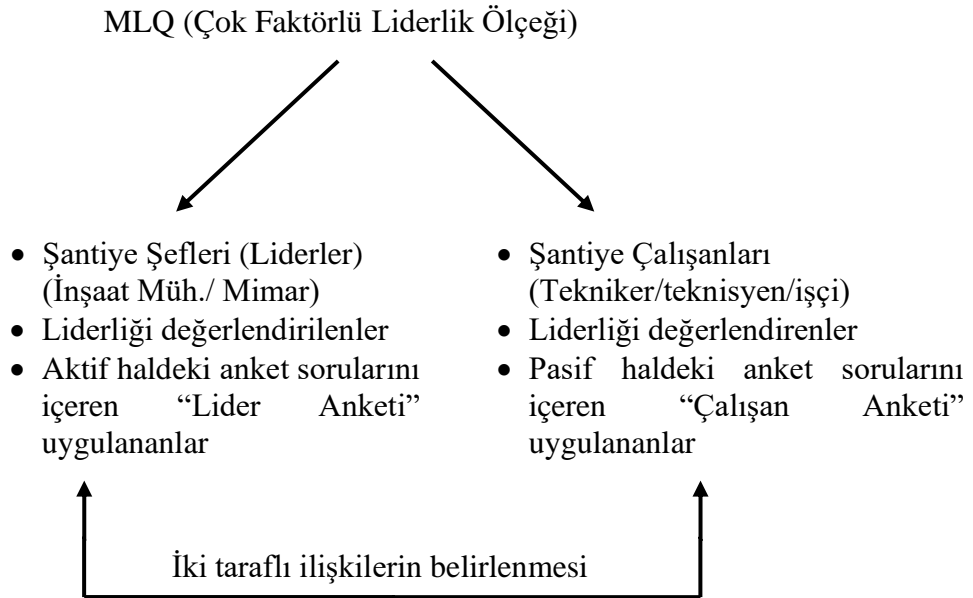 MLQ (Çok Faktörlü Liderlik Ölçeği)
• Şantiye Şefleri (Liderler)
(İnşaat Müh./ Mimar)
• Liderliği değerlendirilenler
• Aktif haldeki anket sorularını
içeren “Lider Anketi”
uygulananlar
• Şantiye Çalışanları
(Tekniker/teknisyen/işçi)
• Liderliği değerlendirenler
• Pasif haldeki anket sorularını
içeren “Çalışan Anketi”
uygulananlar
İki taraflı ilişkilerin belirlenmesi